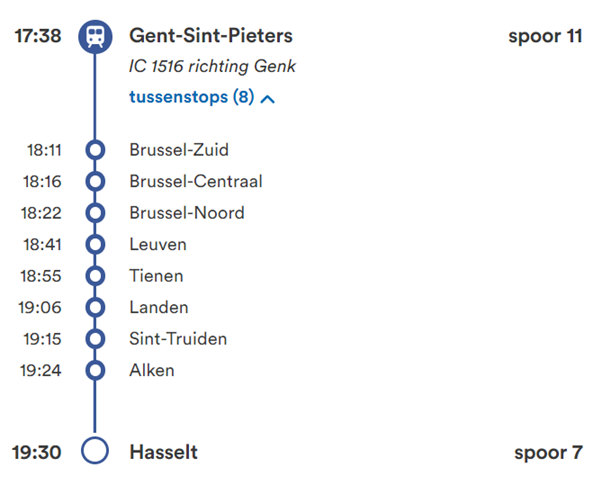 17:38 Gent-Sint-Pieters spoor 11
IC 1516 richting Genk
tussenstops (8)
18:11 Brussel-Zuid
18:16 Brussel-Centraal
18:22 Brussel-Noord
18:41 Leuven
18:55 Tienen
19:06 Landen
19:15 Sint-Truiden
19:24 Alken
19:30 Hasselt spoor 7